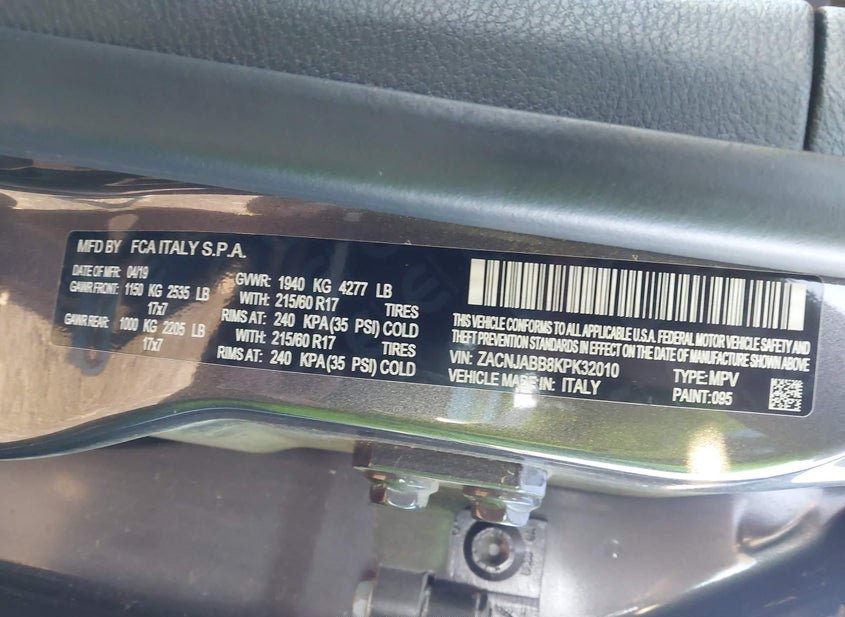 MFD BY FCA ITALY S.P.A.
DATE OF MFD: 04/19
GAWR FRONT: 1150 KG 2535 LB
17x7
GAWR REAR: 1000 KG 2205 LB
17x7
GVWR: 1940 KG 4277 LB
WITH: 215/60 R17 TIRES
RIMS AT: 240 KPA(35 PSI) COLD
WITH: 215/60 R17 TIRES
RIMS AT: 240 KPA(35 PSI) COLD
THIS VEHICLE CONFORMS TO ALL APPLICABLE U.S.A. FEDERAL MOTOR VEHICLE SAFETY AND
THEFT PREVENTION STANDARDS IN EFFECT ON THE DATE OF MANUFACTURE SHOWN ABOVE
VIN: ZACNJABB8KPK32010 TYPE: MPV
VEHICLE MADE IN: ITALY PAINT: 095